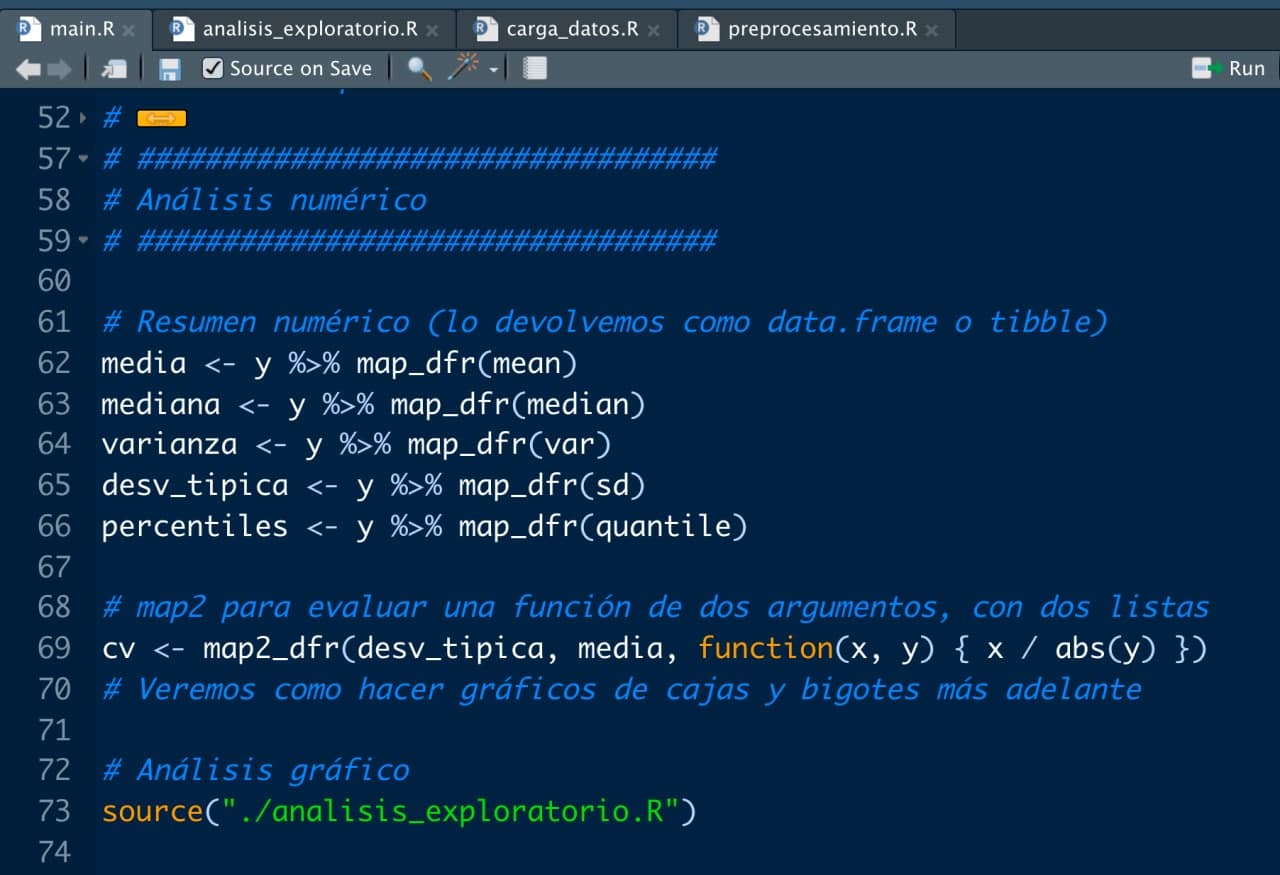 main.R analisis_exploratorio.R carga_datos.R preprocesamiento.R
Source on Save Run
52 #
57 # ##################################
58 # Análisis numérico
59 # ##################################
60
61 # Resumen numérico (lo devolvemos como data.frame o tibble)
62 media <- y %>% map_dfr(mean)
63 mediana <- y %>% map_dfr(median)
64 varianza <- y %>% map_dfr(var)
65 desv_tipica <- y %>% map_dfr(sd)
66 percentiles <- y %>% map_dfr(quantile)
67
68 # map2 para evaluar una función de dos argumentos, con dos listas
69 cv <- map2_dfr(desv_tipica, media, function(x, y) { x / abs(y) })
70 # Veremos como hacer gráficos de cajas y bigotes más adelante
71
72 # Análisis gráfico
73 source("./analisis_exploratorio.R")
74